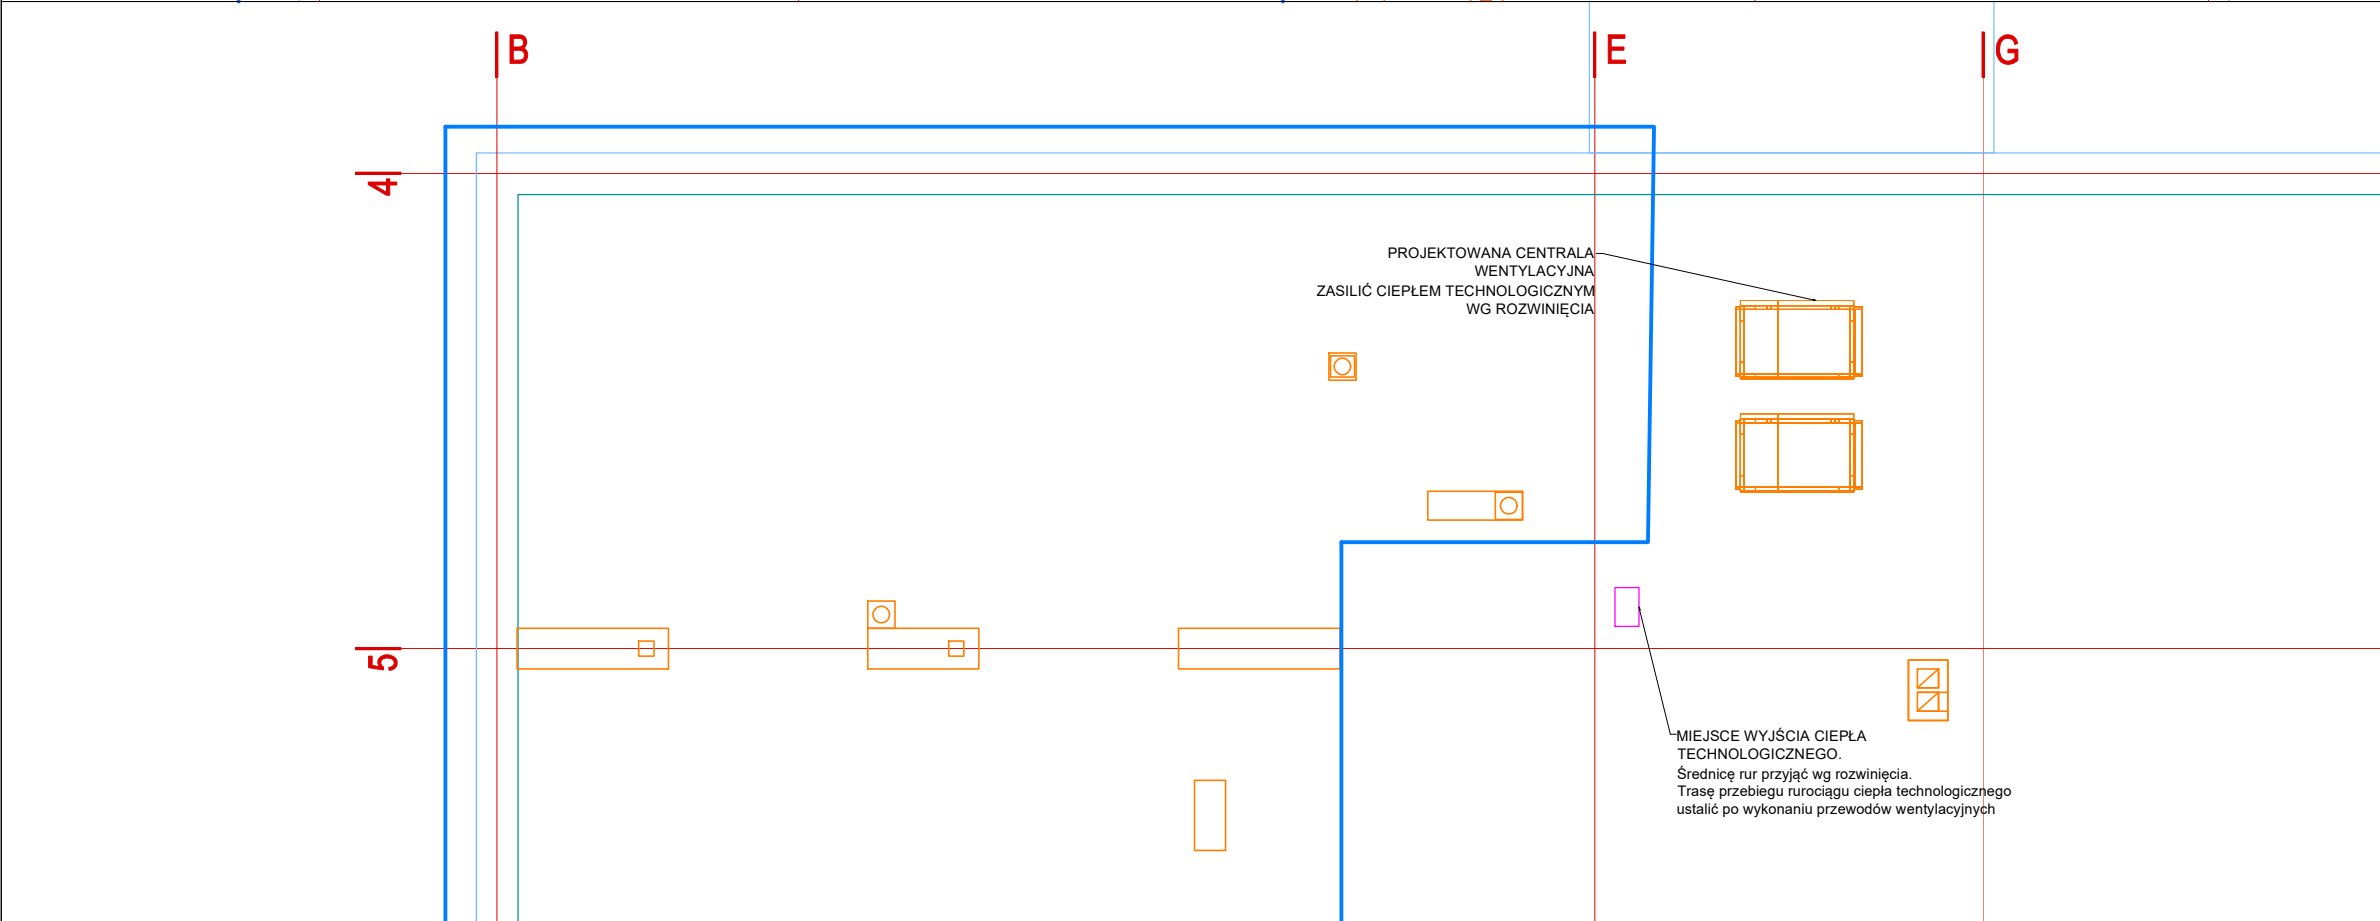 B
E
G
4
PROJEKTOWANA CENTRALA
WENTYLACYJNA
ZASILIĆ CIEPŁEM TECHNOLOGICZNYM
WG ROZWINIĘCIA
5
MIEJSCE WYJŚCIA CIEPŁA
TECHNOLOGICZNEGO.
Średnicę rur przyjąć wg rozwinięcia.
Trasę przebiegu rurociągu ciepła technologicznego
ustalić po wykonaniu przewodów wentylacyjnych